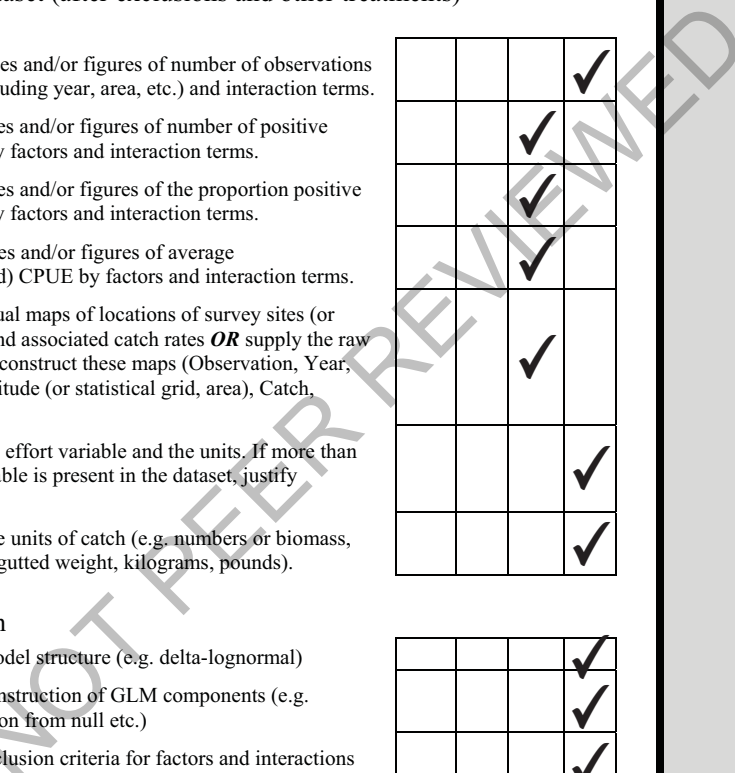 aset (after exclusions and other treatments)
es and/or figures of number of observations
uding year, area, etc.) and interaction terms.
es and/or figures of number of positive
y factors and interaction terms.
es and/or figures of the proportion positive
y factors and interaction terms.
es and/or figures of average
d) CPUE by factors and interaction terms.
ual maps of locations of survey sites (or
nd associated catch rates OR supply the raw
construct these maps (Observation, Year,
itude (or statistical grid, area), Catch,
effort variable and the units. If more than
able is present in the dataset, justify
e units of catch (e.g. numbers or biomass,
gutted weight, kilograms, pounds).
n
odel structure (e.g. delta-lognormal)
nstruction of GLM components (e.g.
on from null etc.)
clusion criteria for factors and interactions
NOT PEER REVIEWED